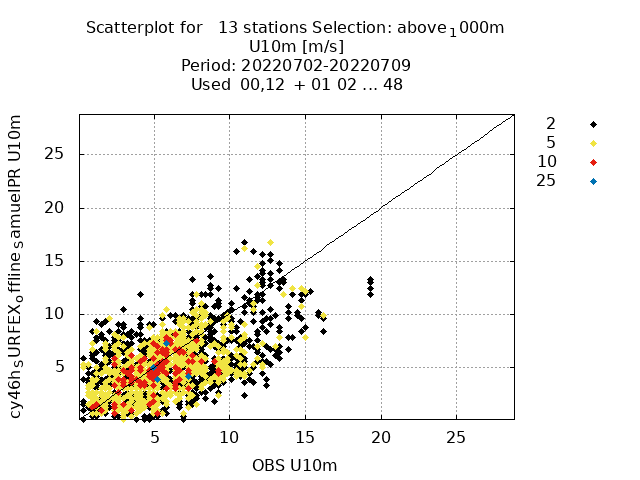 Scatterplot for 13 stations Selection: above₁000m
U10m [m/s]
Period: 20220702-20220709
Used 00,12 + 01 02 ... 48
2
5
10
25
cy46hₛURFEXₒffline ₛamuelPR U10m
25
20
15
10
5
5 10 15 20 25
OBS U10m